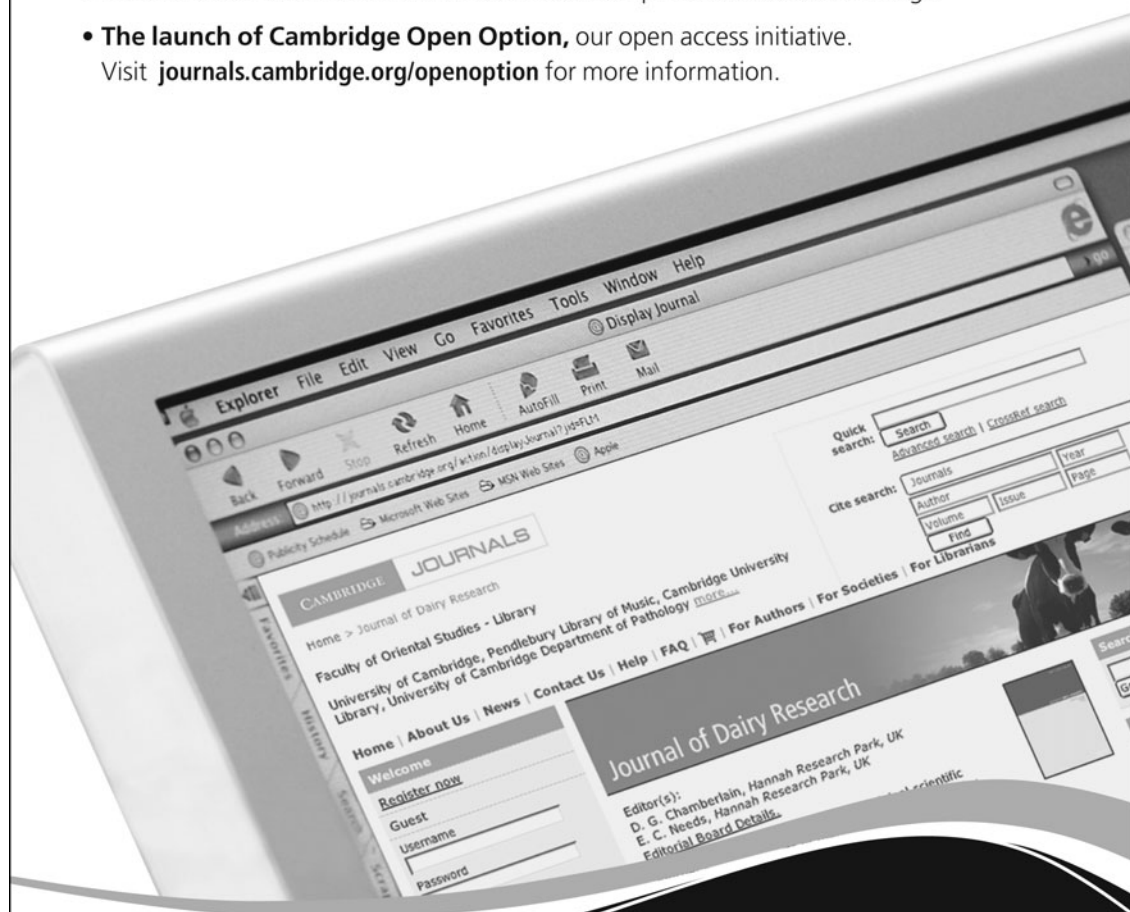 • The launch of Cambridge Open Option, our open access initiative.
Visit journals.cambridge.org/openoption for more information.
Explorer File Edit View Go Favorites Tools Window Help
Display Journal
Back Forward Stop Refresh Home AutoFill Print Mail
Address: http://journals.cambridge.org/action/displayJournal?jid=FLM
go
Publicity Schedule Microsoft Web Sites MSN Web Sites Apple
Favorites
History
Search
CAMBRIDGE JOURNALS
Quick search:
Search
Advanced search | CrossRef search
Cite search:
Journals
Year
Author
Volume
Issue
Page
Find
Home > Journal of Dairy Research
Faculty of Oriental Studies - Library
University of Cambridge, Pendlebury Library of Music, Cambridge University
Library, University of Cambridge Department of Pathology more....
Home | About Us | News | Contact Us | Help | FAQ | For Authors | For Societies | For Librarians
Welcome
Register now
Guest
Username
Password
Journal of Dairy Research
Editor(s):
D. G. Chamberlain, Hannah Research Park, UK
E. C. Needs, Hannah Research Park, UK
Editorial Board Details.
scientific